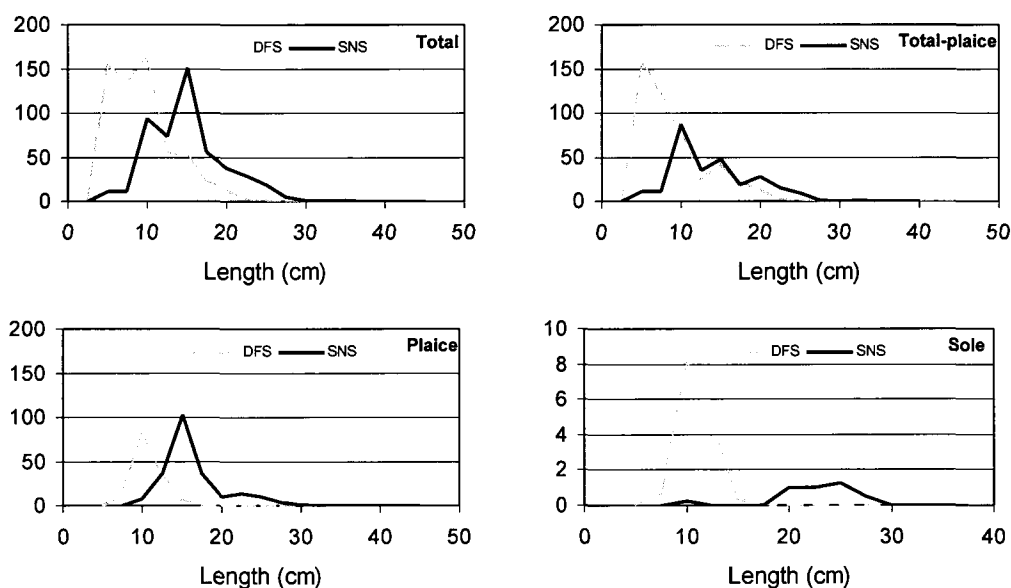 200
150
100
50
0
DFS SNS Total
0 10 20 30 40 50
Length (cm)
200
150
100
50
0
DFS SNS Total-plaice
0 10 20 30 40 50
Length (cm)
200
150
100
50
0
DFS SNS Plaice
0 10 20 30 40 50
Length (cm)
10
8
6
4
2
0
DFS SNS Sole
0 10 20 30 40
Length (cm)